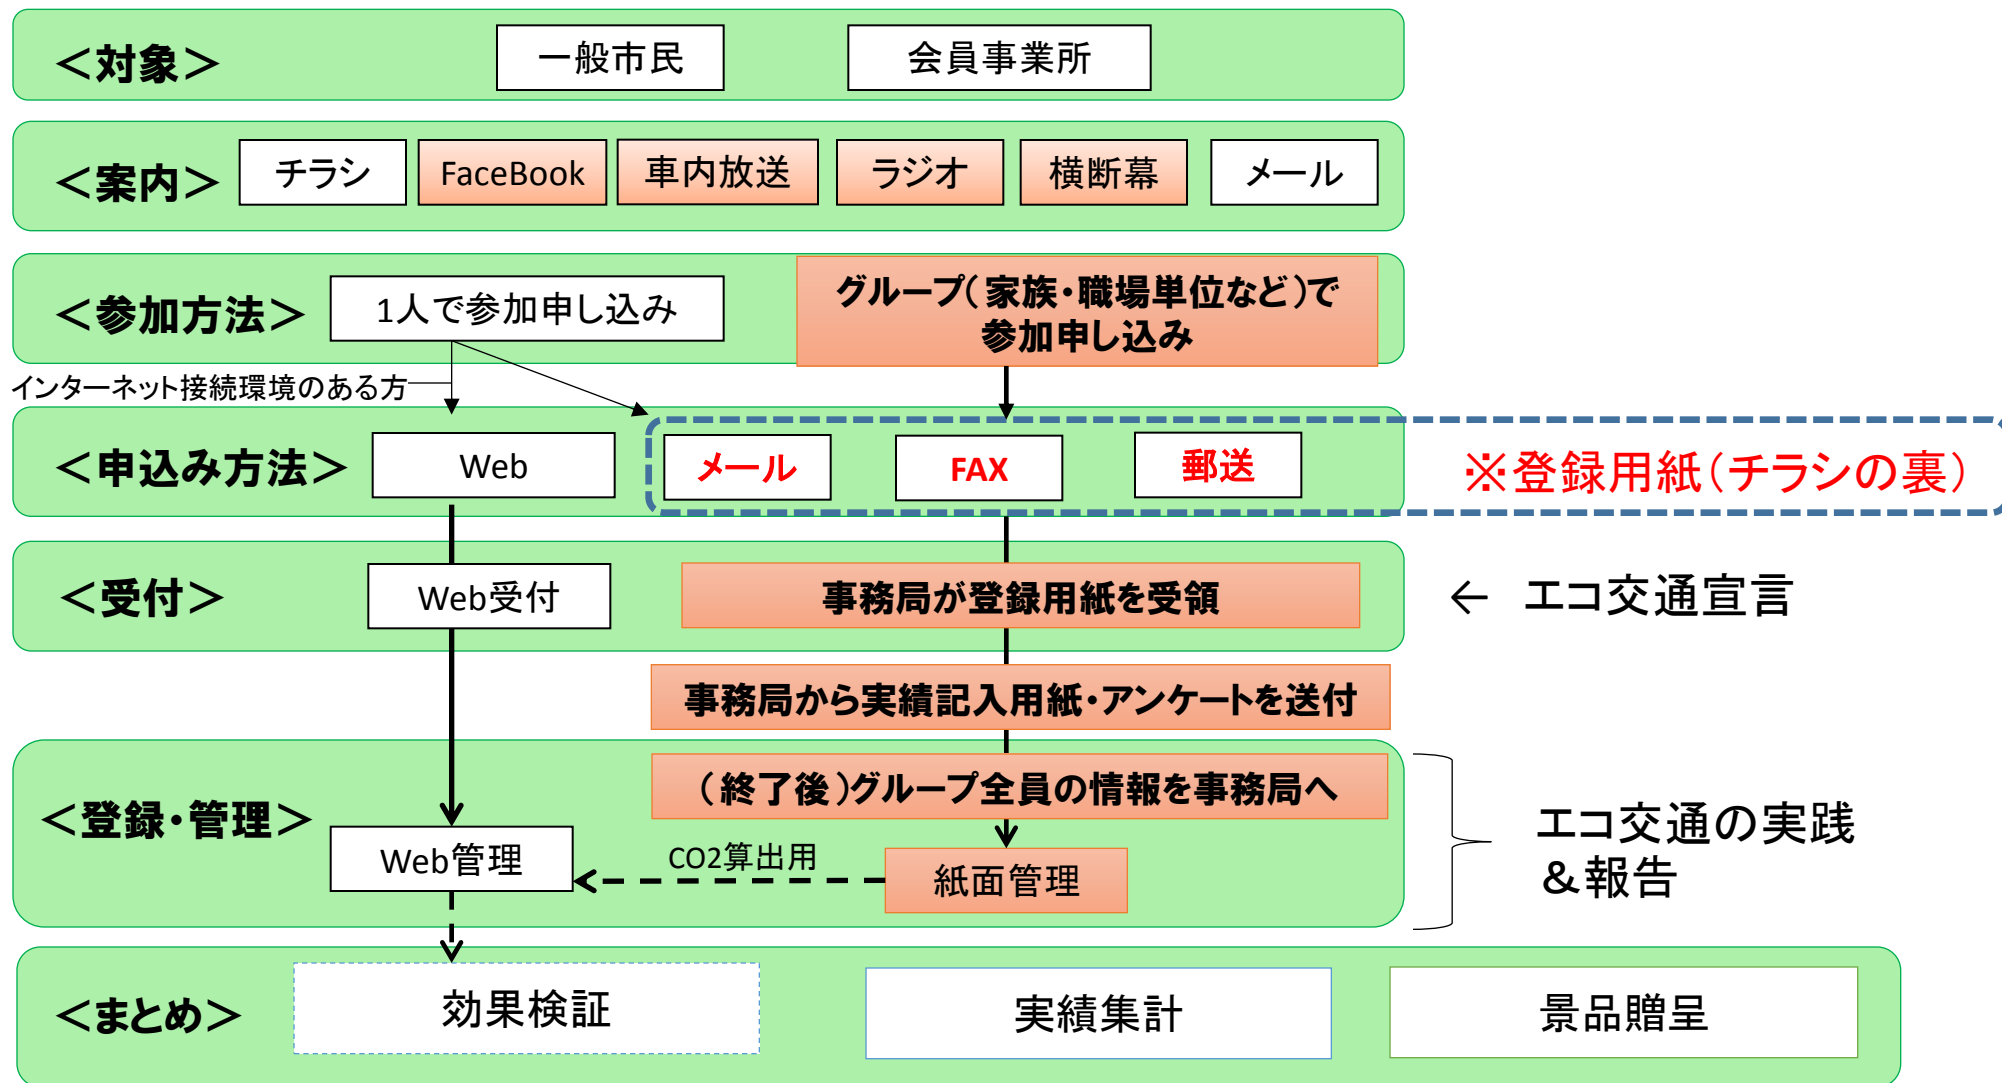 ＜対象＞
一般市民
会員事業所
＜案内＞
チラシ
FaceBook
車内放送
ラジオ
横断幕
メール
＜参加方法＞
1人で参加申し込み
グループ（家族・職場単位など）で
参加申し込み
インターネット接続環境のある方
＜申込み方法＞
Web
メール
FAX
郵送
※登録用紙（チラシの裏）
＜受付＞
Web受付
事務局が登録用紙を受領
← エコ交通宣言
事務局から実績記入用紙・アンケートを送付
＜登録・管理＞
（終了後）グループ全員の情報を事務局へ
Web管理
CO2算出用
紙面管理
エコ交通の実践
＆報告
＜まとめ＞
効果検証
実績集計
景品贈呈